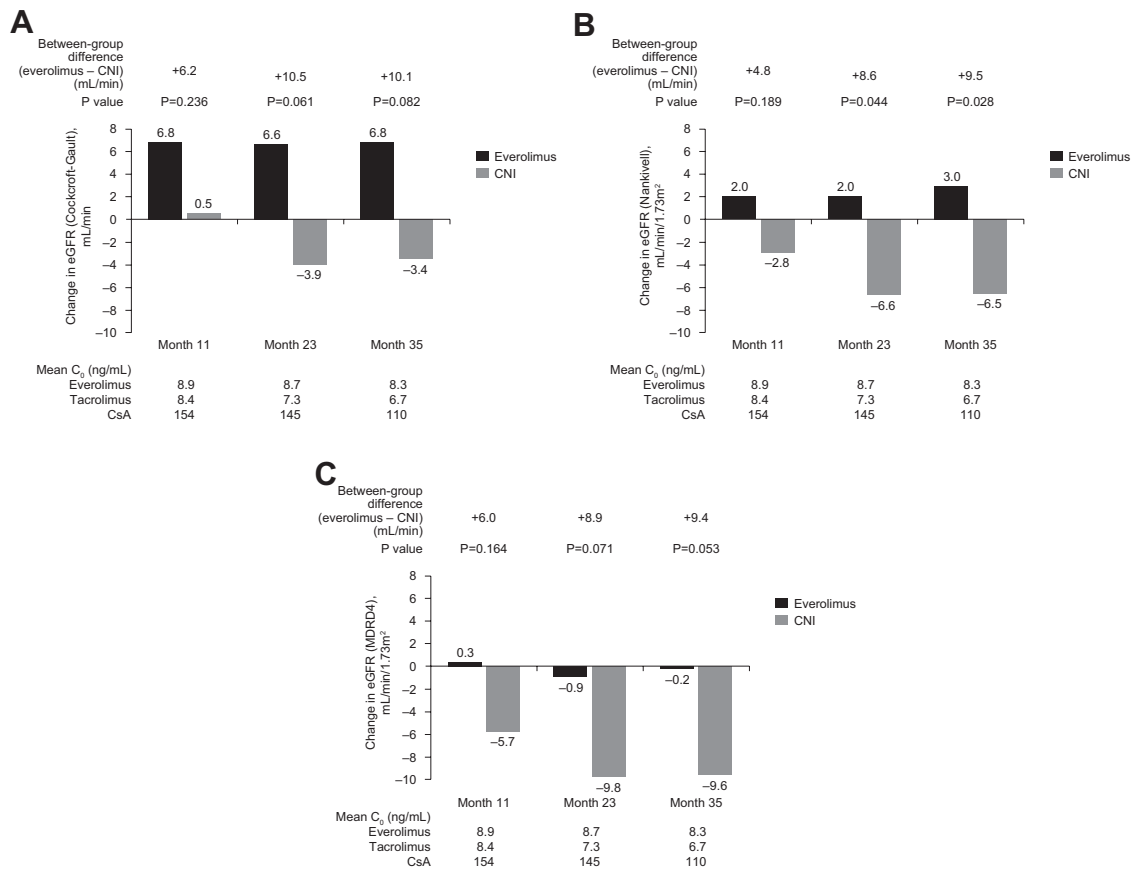 A
Between-group
difference
(everolimus – CNI)
(mL/min)
+6.2 +10.5 +10.1
P value P=0.236 P=0.061 P=0.082
Change in eGFR (Cockcroft-Gault),
mL/min
8
6
4
2
0
–2
–4
–6
–8
–10
6.8 6.6 6.8
0.5 –3.9 –3.4
Everolimus
CNI
Month 11 Month 23 Month 35
Mean C₀ (ng/mL)
Everolimus 8.9 8.7 8.3
Tacrolimus 8.4 7.3 6.7
CsA 154 145 110
B
Between-group
difference
(everolimus – CNI)
(mL/min)
+4.8 +8.6 +9.5
P value P=0.189 P=0.044 P=0.028
Change in eGFR (Nankivell),
mL/min/1.73m²
8
6
4
2
0
–2
–4
–6
–8
–10
2.0 2.0 3.0
–2.8 –6.6 –6.5
Everolimus
CNI
Month 11 Month 23 Month 35
Mean C₀ (ng/mL)
Everolimus 8.9 8.7 8.3
Tacrolimus 8.4 7.3 6.7
CsA 154 145 110
C
Between-group
difference
(everolimus – CNI)
(mL/min)
+6.0 +8.9 +9.4
P value P=0.164 P=0.071 P=0.053
Change in eGFR (MDRD4),
mL/min/1.73m²
8
6
4
2
0
–2
–4
–6
–8
–10
0.3 –0.9 –0.2
–5.7 –9.8 –9.6
Everolimus
CNI
Month 11 Month 23 Month 35
Mean C₀ (ng/mL)
Everolimus 8.9 8.7 8.3
Tacrolimus 8.4 7.3 6.7
CsA 154 145 110